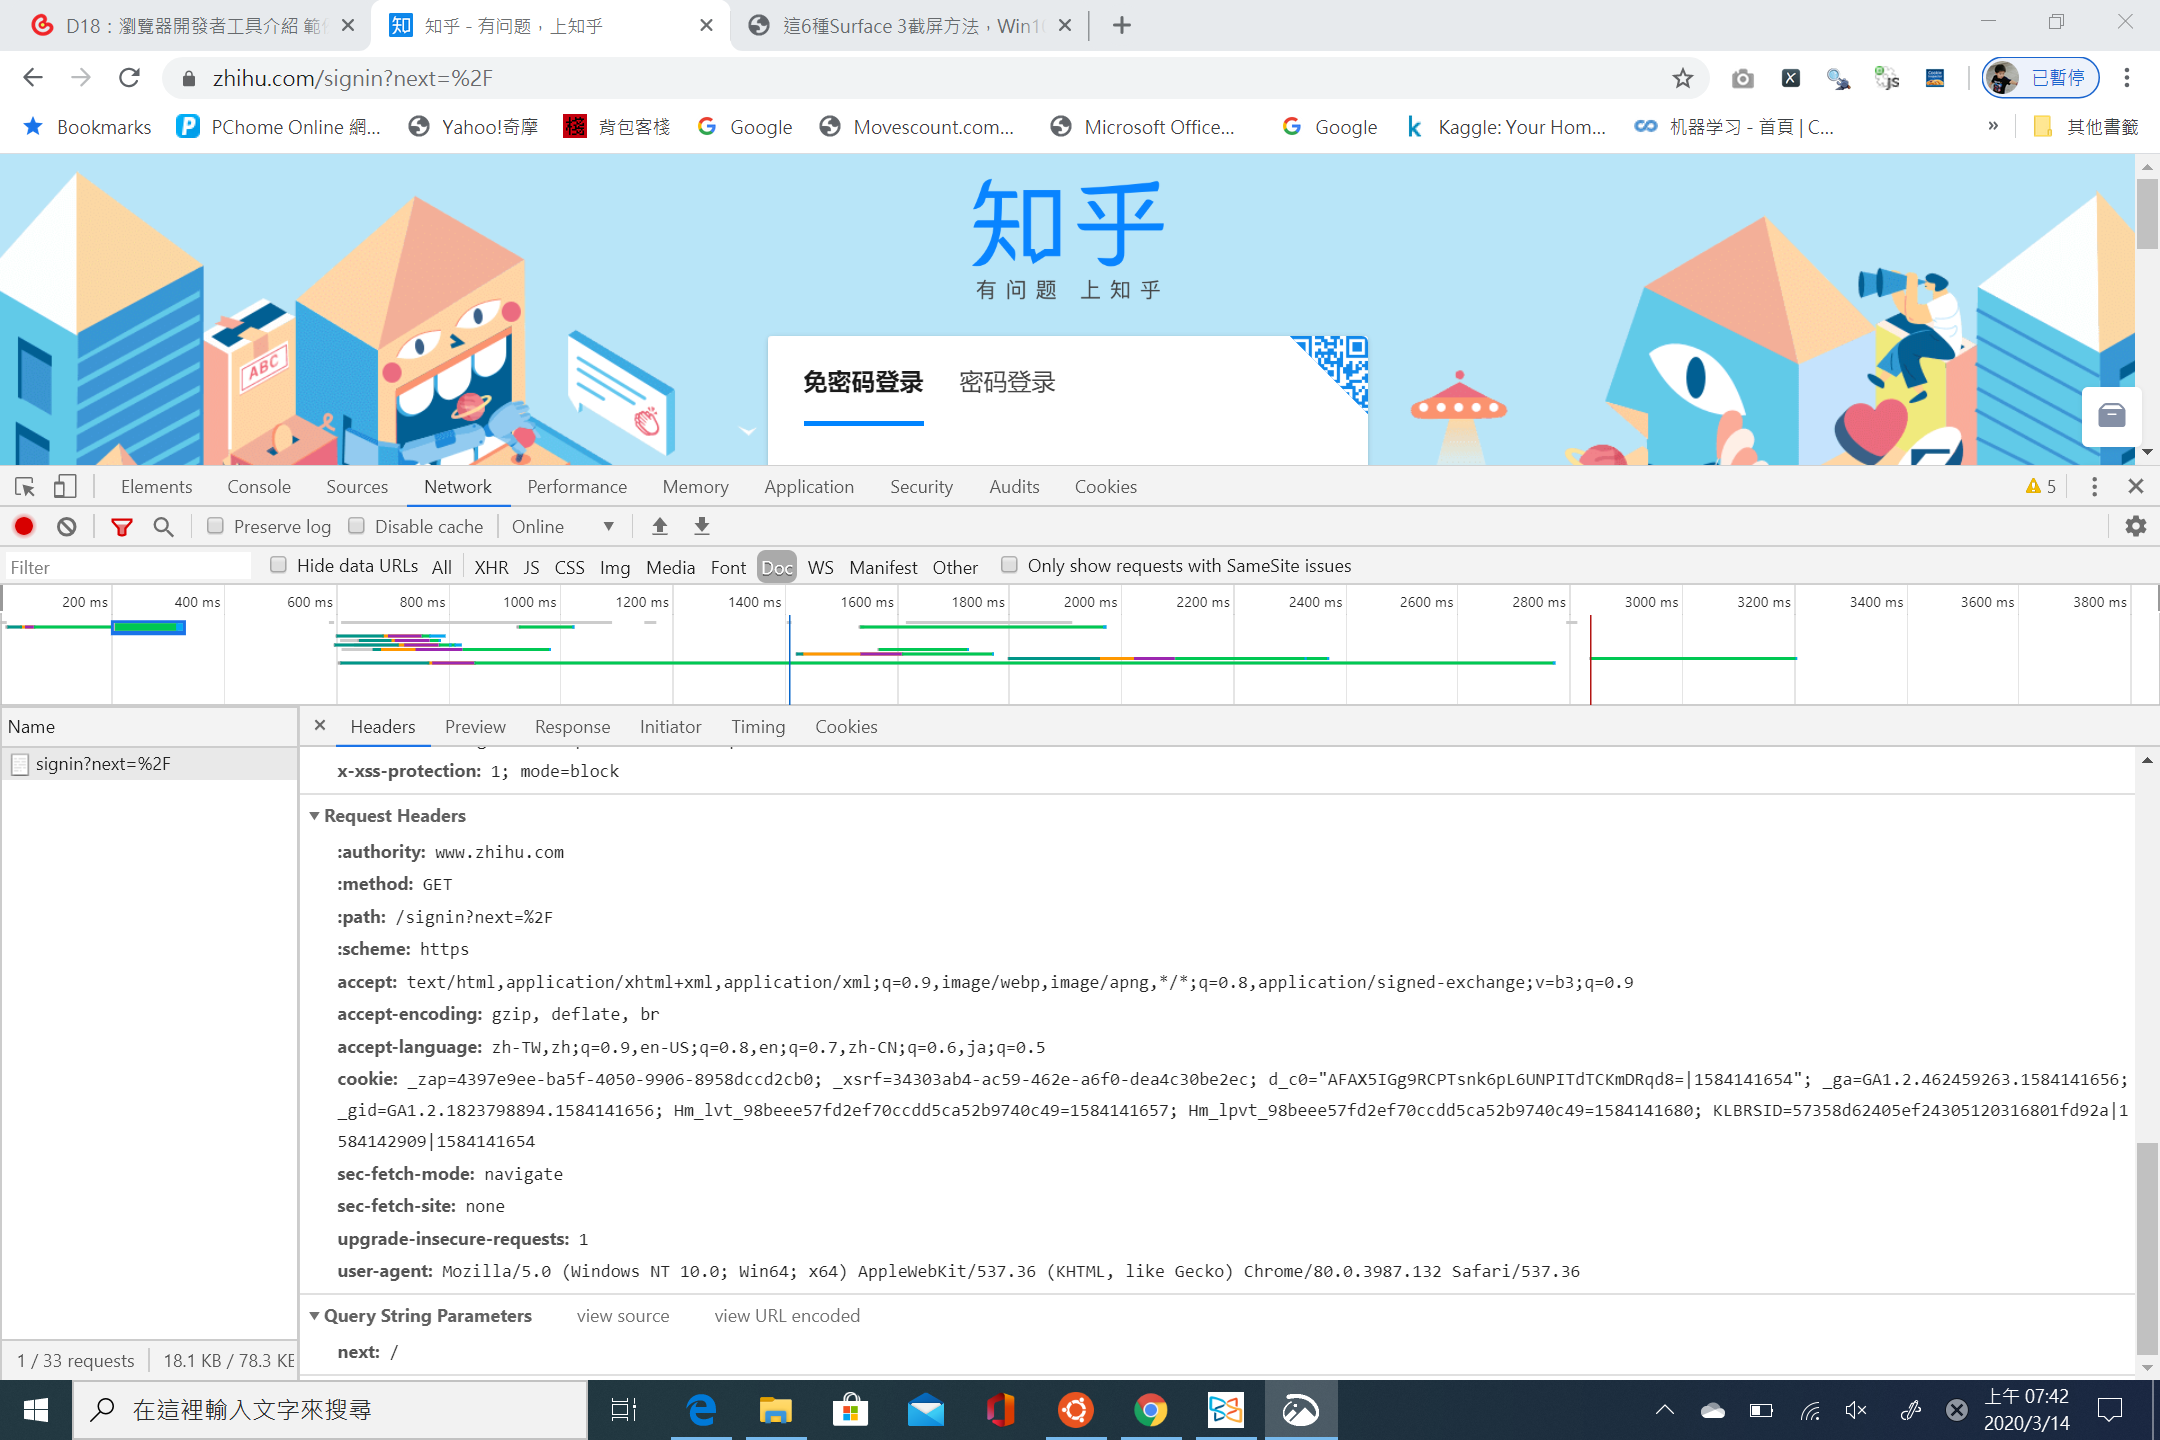 D18：瀏覽器開發者工具介紹 範
知乎 - 有问题，上知乎
這6種Surface 3截屏方法，Win1
zhihu.com/signin?next=%2F
已暫停
Bookmarks PChome Online 網... Yahoo!奇摩 背包客棧 Google Movescount.com... Microsoft Office... Google Kaggle: Your Hom... 机器学习 - 首頁 | C... » 其他書籤
知乎
有问题 上知乎
ABC
免密码登录 密码登录
Elements Console Sources Network Performance Memory Application Security Audits Cookies 5
Preserve log Disable cache Online
Filter Hide data URLs All XHR JS CSS Img Media Font Doc WS Manifest Other Only show requests with SameSite issues
200 ms 400 ms 600 ms 800 ms 1000 ms 1200 ms 1400 ms 1600 ms 1800 ms 2000 ms 2200 ms 2400 ms 2600 ms 2800 ms 3000 ms 3200 ms 3400 ms 3600 ms 3800 ms
Name Headers Preview Response Initiator Timing Cookies
signin?next=%2F
x-xss-protection: 1; mode=block
Request Headers
:authority: www.zhihu.com
:method: GET
:path: /signin?next=%2F
:scheme: https
accept: text/html,application/xhtml+xml,application/xml;q=0.9,image/webp,image/apng,*/*;q=0.8,application/signed-exchange;v=b3;q=0.9
accept-encoding: gzip, deflate, br
accept-language: zh-TW,zh;q=0.9,en-US;q=0.8,en;q=0.7,zh-CN;q=0.6,ja;q=0.5
cookie: _zap=4397e9ee-ba5f-4050-9906-8958dccd2cb0; _xsrf=34303ab4-ac59-462e-a6f0-dea4c30be2ec; d_c0="AFAX5IGg9RCPTsnk6pL6UNPITdTCKmDRqd8=|1584141654"; _ga=GA1.2.462459263.1584141656;
_gid=GA1.2.1823798894.1584141656; Hm_lvt_98beee57fd2ef70ccdd5ca52b9740c49=1584141657; Hm_lpvt_98beee57fd2ef70ccdd5ca52b9740c49=1584141680; KLBRSID=57358d62405ef24305120316801fd92a|1
584142909|1584141654
sec-fetch-mode: navigate
sec-fetch-site: none
upgrade-insecure-requests: 1
user-agent: Mozilla/5.0 (Windows NT 10.0; Win64; x64) AppleWebKit/537.36 (KHTML, like Gecko) Chrome/80.0.3987.132 Safari/537.36
Query String Parameters view source view URL encoded
next: /
1 / 33 requests 18.1 KB / 78.3 KE
在這裡輸入文字來搜尋
上午 07:42
2020/3/14